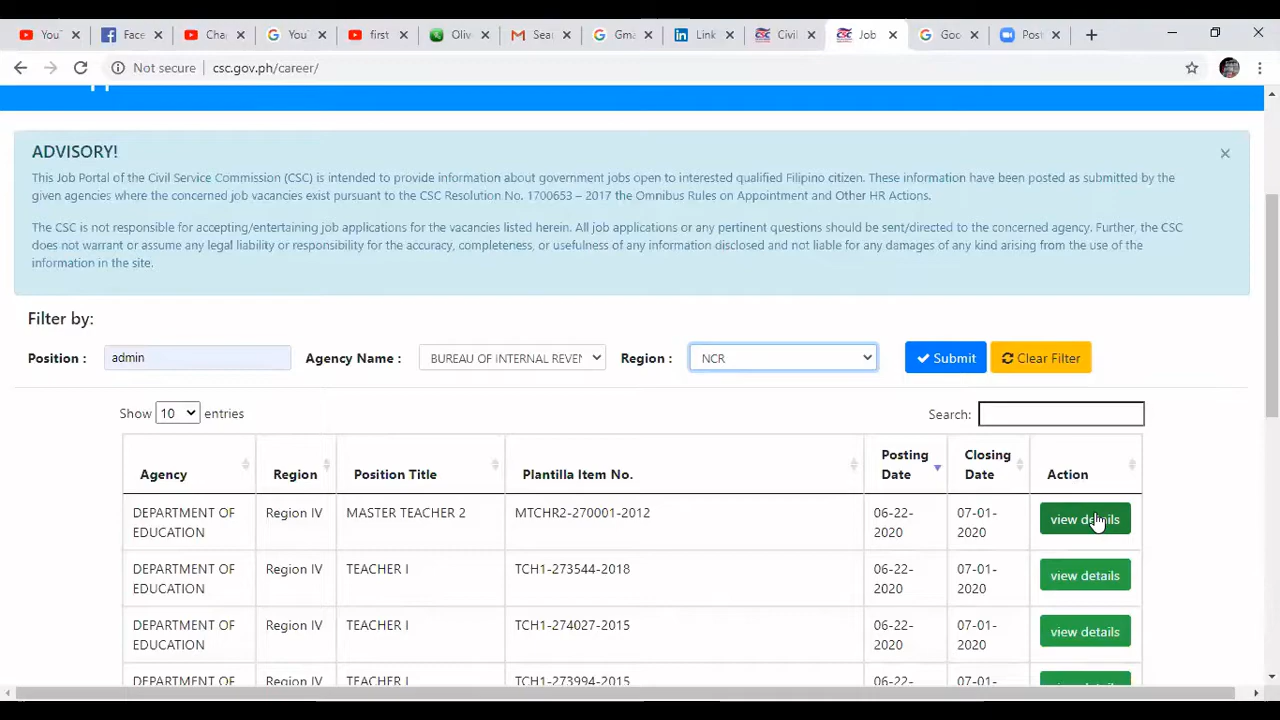 You
Face
Cha
You
first
Oliv
Sear
Gma
Link
Civil
Job
Goo
Post
Not secure csc.gov.ph/career/
ADVISORY!
This Job Portal of the Civil Service Commission (CSC) is intended to provide information about government jobs open to interested qualified Filipino citizen. These information have been posted as submitted by the
given agencies where the concerned job vacancies exist pursuant to the CSC Resolution No. 1700653 – 2017 the Omnibus Rules on Appointment and Other HR Actions.
The CSC is not responsible for accepting/entertaining job applications for the vacancies listed herein. All job applications or any pertinent questions should be sent/directed to the concerned agency. Further, the CSC
does not warrant or assume any legal liability or responsibility for the accuracy, completeness, or usefulness of any information disclosed and not liable for any damages of any kind arising from the use of the
information in the site.
Filter by:
Position : admin Agency Name : BUREAU OF INTERNAL REVEN Region : NCR Submit Clear Filter
Show 10 entries Search:
Agency Region Position Title Plantilla Item No. Posting Date Closing Date Action
DEPARTMENT OF EDUCATION Region IV MASTER TEACHER 2 MTCHR2-270001-2012 06-22-2020 07-01-2020 view details
DEPARTMENT OF EDUCATION Region IV TEACHER I TCH1-273544-2018 06-22-2020 07-01-2020 view details
DEPARTMENT OF EDUCATION Region IV TEACHER I TCH1-274027-2015 06-22-2020 07-01-2020 view details
DEPARTMENT OF Region IV TEACHER I TCH1-273994-2015 06-22- 07-01- view details